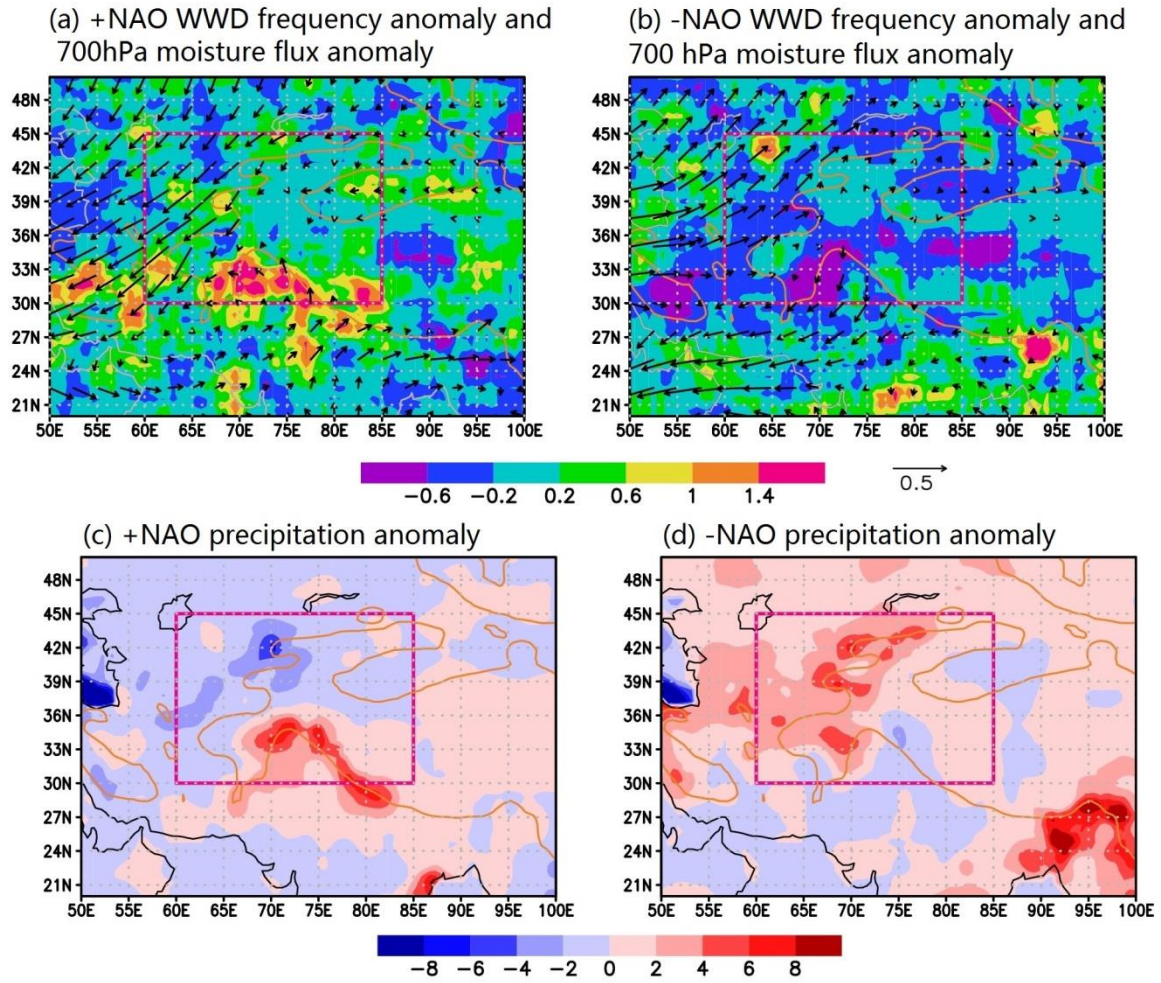 (a) +NAO WWD frequency anomaly and
700hPa moisture flux anomaly
(b) -NAO WWD frequency anomaly and
700 hPa moisture flux anomaly
48N
45N
42N
39N
36N
33N
30N
27N
24N
21N
50E 55E 60E 65E 70E 75E 80E 85E 90E 95E 100E
48N
45N
42N
39N
36N
33N
30N
27N
24N
21N
50E 55E 60E 65E 70E 75E 80E 85E 90E 95E 100E
−0.6 −0.2 0.2 0.6 1 1.4
0.5
(c) +NAO precipitation anomaly
(d) -NAO precipitation anomaly
48N
45N
42N
39N
36N
33N
30N
27N
24N
21N
50E 55E 60E 65E 70E 75E 80E 85E 90E 95E 100E
48N
45N
42N
39N
36N
33N
30N
27N
24N
21N
50E 55E 60E 65E 70E 75E 80E 85E 90E 95E 100E
−8 −6 −4 −2 0 2 4 6 8